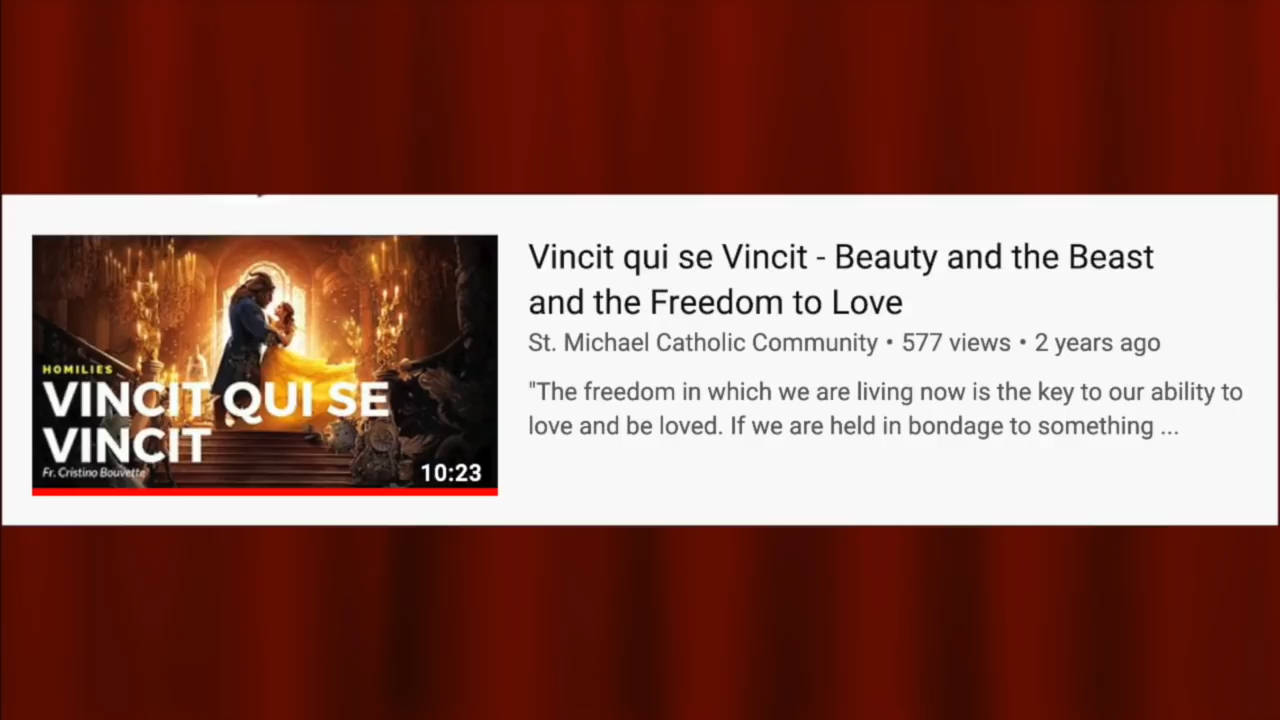 Vincit qui se Vincit - Beauty and the Beast
and the Freedom to Love
St. Michael Catholic Community • 577 views • 2 years ago
"The freedom in which we are living now is the key to our ability to
love and be loved. If we are held in bondage to something ...
HOMILIES
VINCIT QUI SE
VINCIT
Fr. Cristino Bouvette
10:23